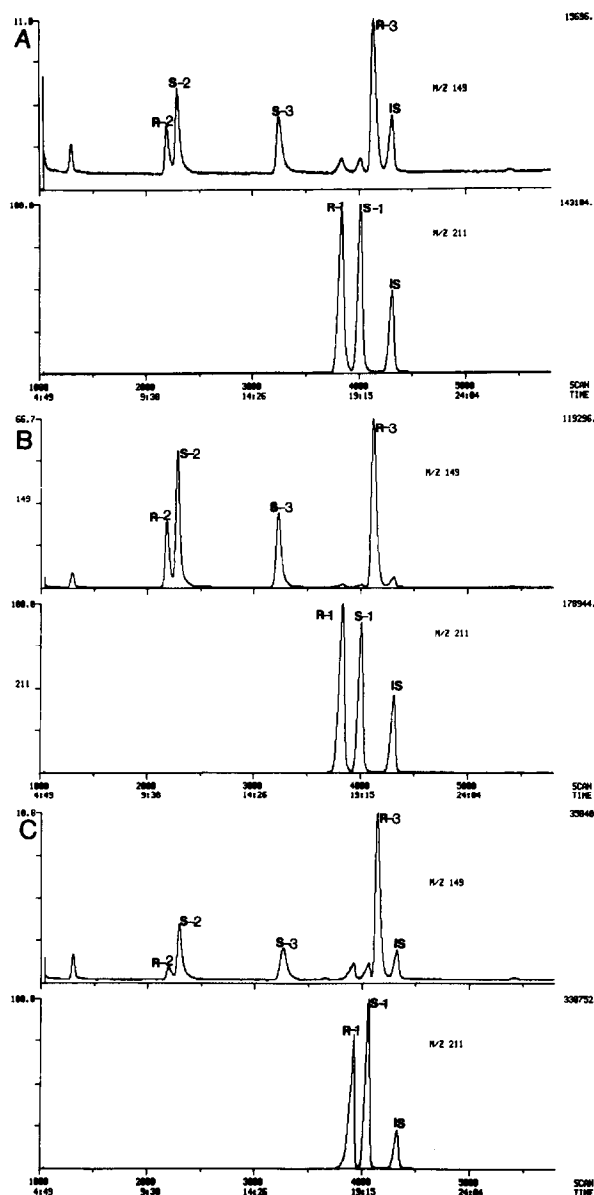 A
11.0
19696.
R-3
M/Z 149
S-2
R-2
S-3
IS
100.0
143104.
R-1 S-1
M/Z 211
IS
1000 2000 3000 4000 5000 SCAN
4:49 9:38 14:26 19:15 24:04 TIME
B
66.7
119296.
R-3
S-2
M/Z 149
149
R-2
S-3
100.0
178944.
R-1 S-1
M/Z 211
211
IS
1000 2000 3000 4000 5000 SCAN
4:49 9:38 14:26 19:15 24:04 TIME
C
10.8
R-3
M/Z 149
S-2
R-2
S-3
IS
100.0
S-1
R-1
M/Z 211
IS
1000 2000 3000 4000 5000 SCAN
4:49 9:38 14:26 19:15 24:04 TIME